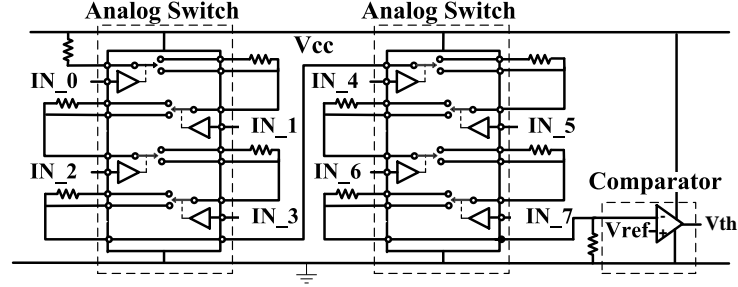 Analog Switch
Analog Switch
Vcc
IN_0
IN_4
IN_1
IN_5
IN_2
IN_6
Comparator
IN_3
IN_7
Vref
-
+
Vth